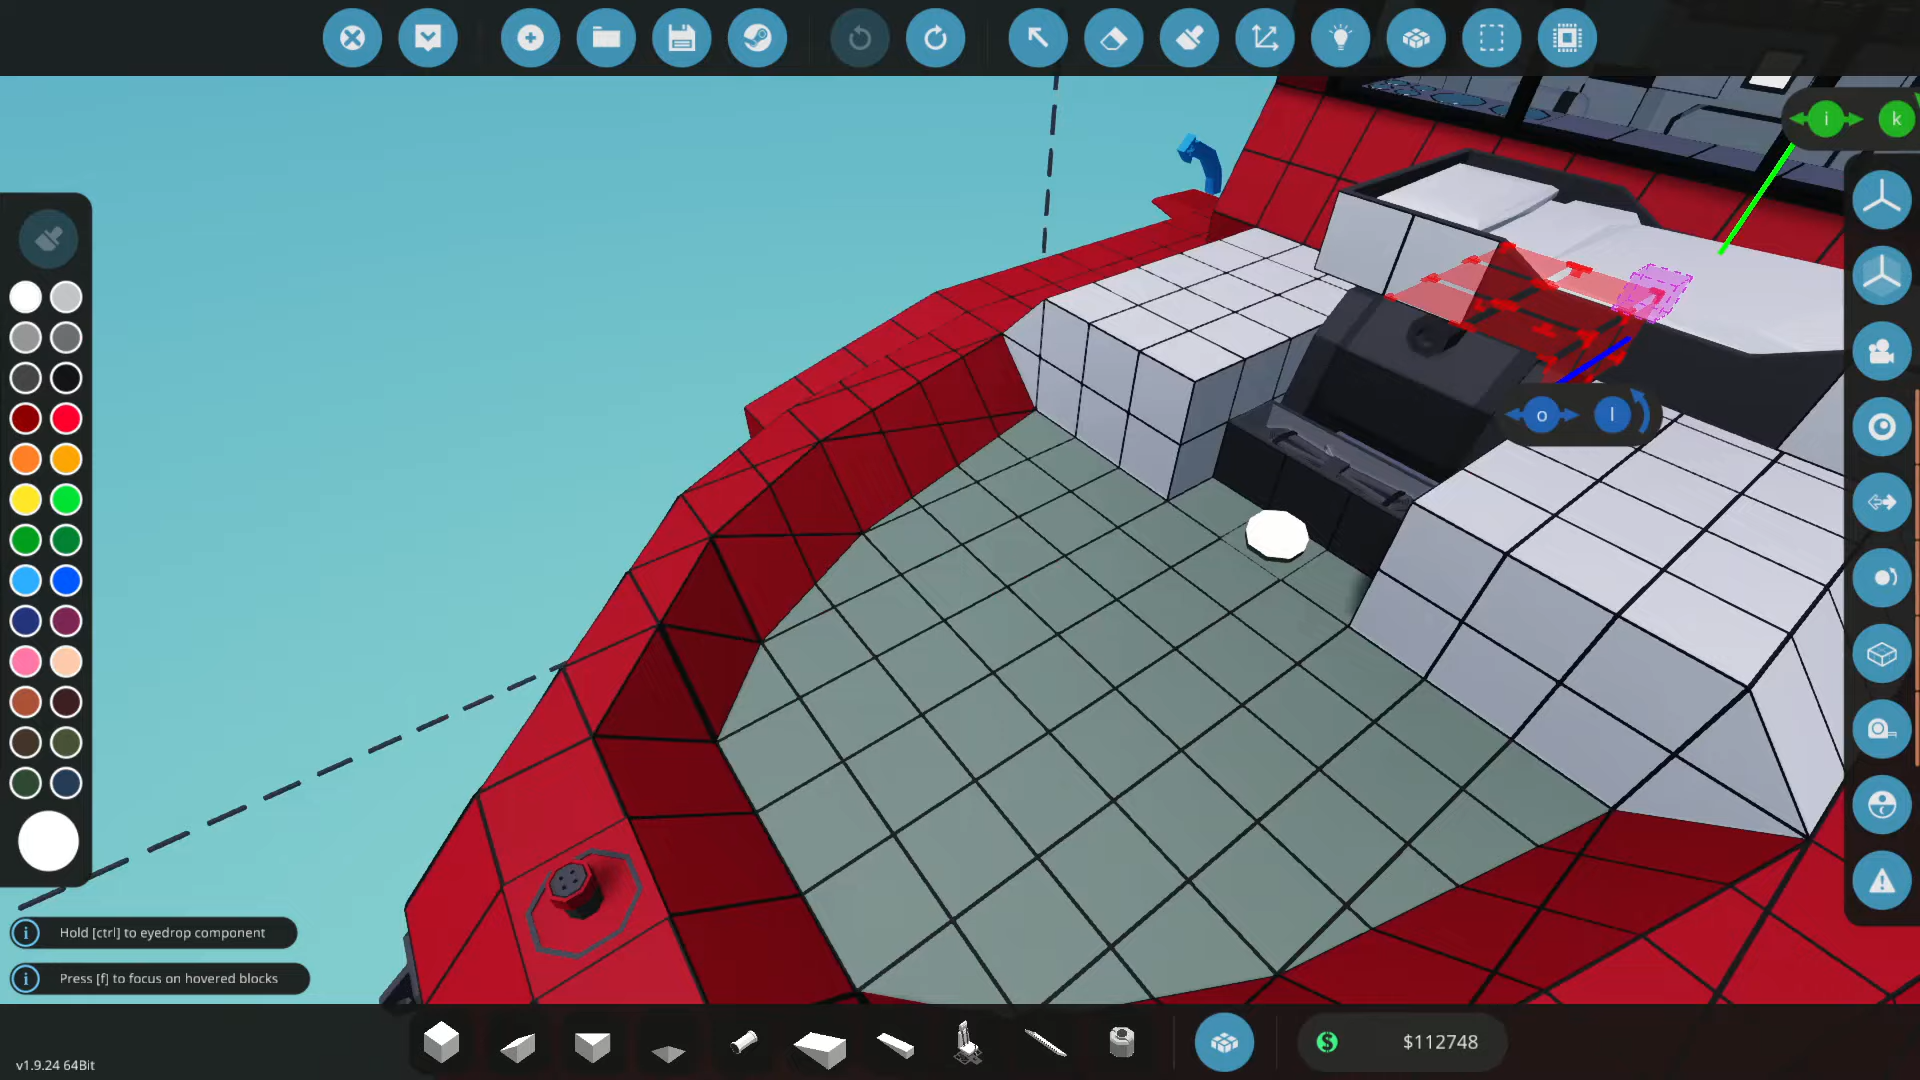 i
k
o
l
Hold [ctrl] to eyedrop component
Press [f] to focus on hovered blocks
$112748
v1.9.24 64Bit